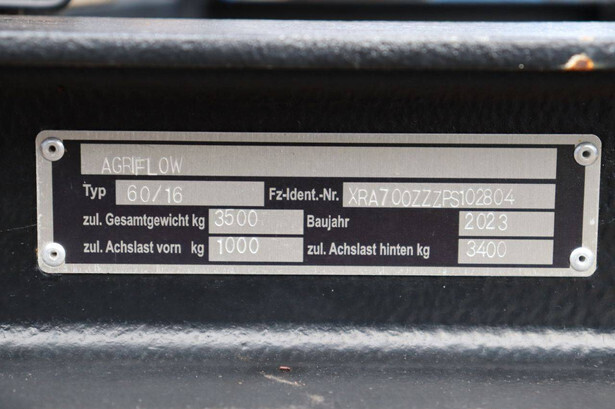 AGRIFLOW
Typ 60/16 Fz-Ident.-Nr. XRA700ZZZPS102804
zul. Gesamtgewicht kg 3500 Baujahr 2023
zul. Achslast vorn kg 1000 zul. Achslast hinten kg 3400